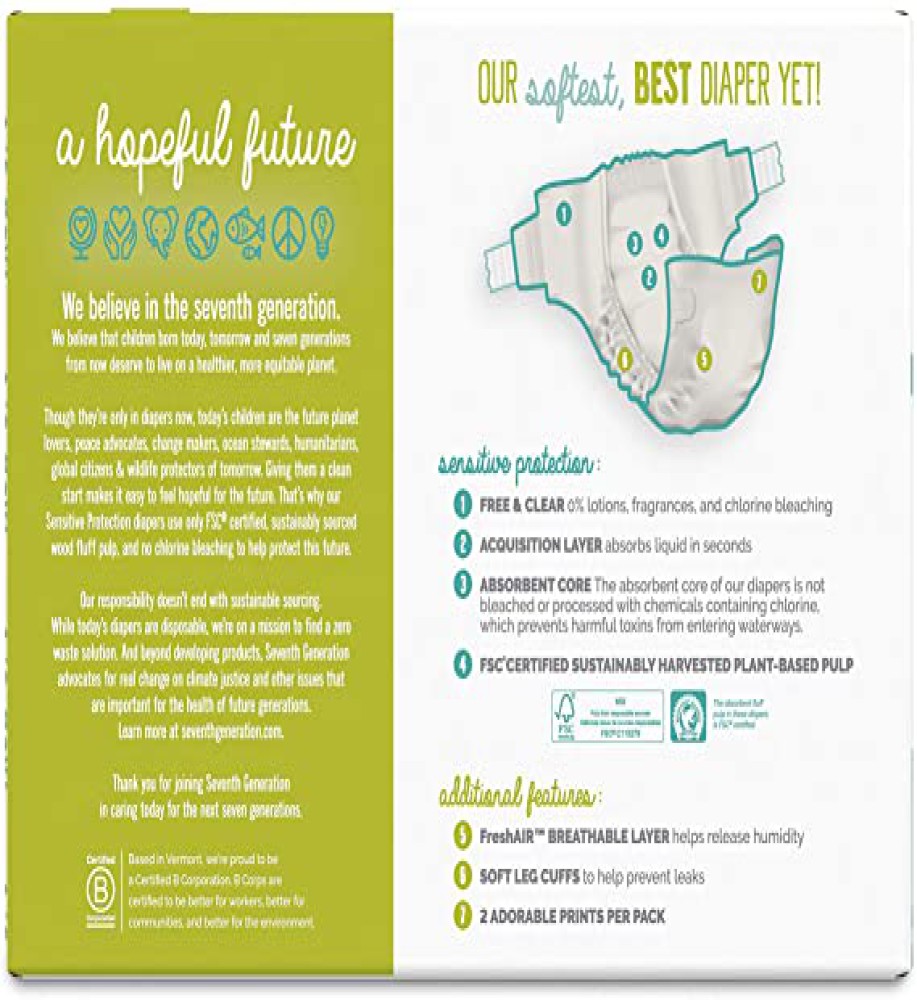 a hopeful future
We believe in the seventh generation.
We believe that children born today, tomorrow and seven generations
from now deserve to live on a healthier, more equitable planet.
Though they're only in diapers now, today's children are the future planet
lovers, peace advocates, change makers, ocean stewards, humanitarians,
global citizens & wildlife protectors of tomorrow. Giving them a clean
start makes it easy to feel hopeful for the future. That's why our
Sensitive Protection diapers use only FSC® certified, sustainably sourced
wood fluff pulp, and no chlorine bleaching to help protect this future.
Our responsibility doesn't end with sustainable sourcing.
While today's diapers are disposable, we're on a mission to find a zero
waste solution. And beyond developing products, Seventh Generation
advocates for real change on climate justice and other issues that
are important for the health of future generations.
Learn more at seventhgeneration.com.
Thank you for joining Seventh Generation
in caring today for the next seven generations.
Certified
B
Corporation
Based in Vermont, we're proud to be
a Certified B Corporation. B Corps are
certified to be better for workers, better for
communities, and better for the environment.
OUR softest, BEST DIAPER YET!
1
3
4
2
7
6
5
sensitive protection:
1 FREE & CLEAR 0% lotions, fragrances, and chlorine bleaching
2 ACQUISITION LAYER absorbs liquid in seconds
3 ABSORBENT CORE The absorbent core of our diapers is not
bleached or processed with chemicals containing chlorine,
which prevents harmful toxins from entering waterways.
4 FSC® CERTIFIED SUSTAINABLY HARVESTED PLANT-BASED PULP
FSC
MIX
The absorbent fluff
pulp in these diapers
is FSC® certified
additional features:
5 FreshAIR™ BREATHABLE LAYER helps release humidity
6 SOFT LEG CUFFS to help prevent leaks
7 2 ADORABLE PRINTS PER PACK